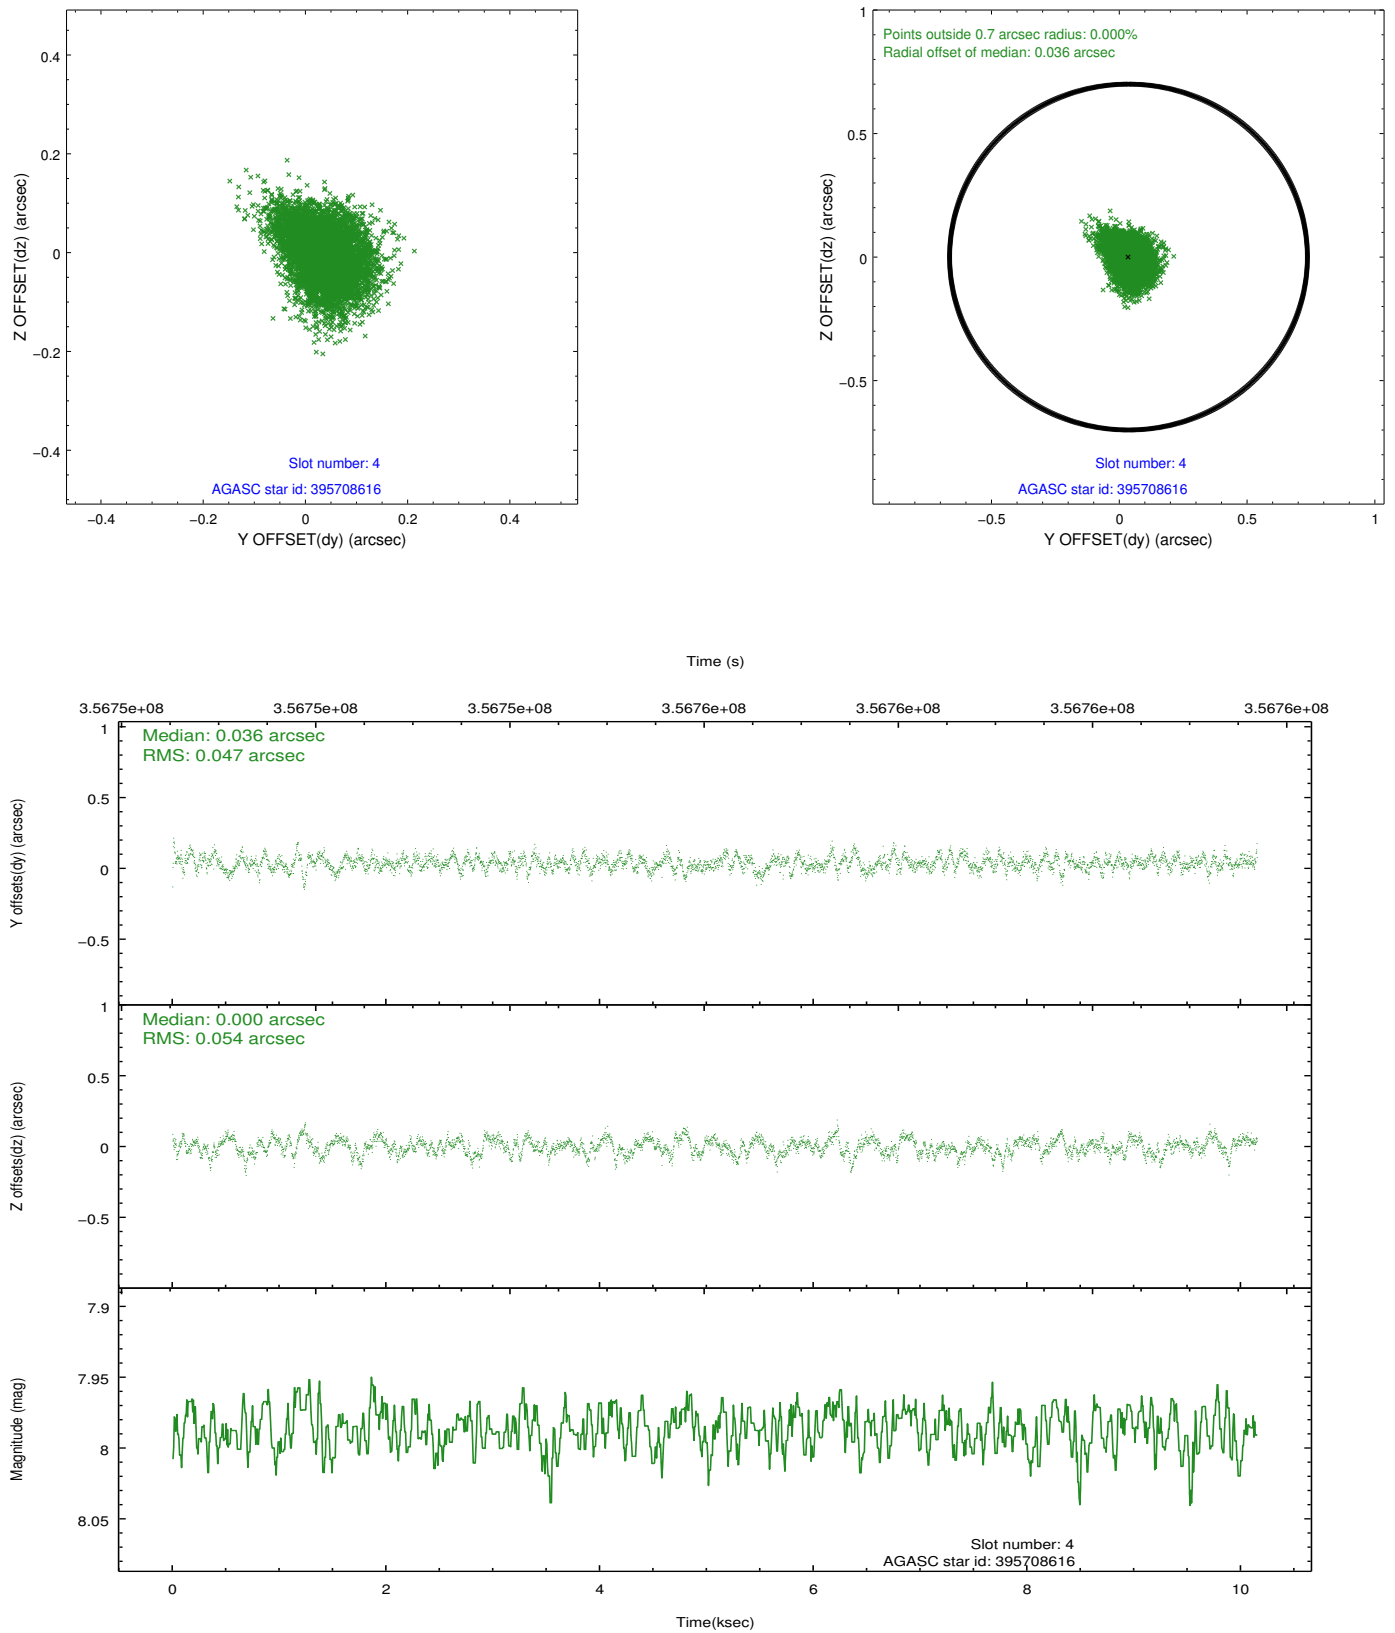 0.4
0.2
0
−0.2
−0.4
Z OFFSET(dz) (arcsec)
Slot number: 4
AGASC star id: 395708616
−0.4 −0.2 0 0.2 0.4
Y OFFSET(dy) (arcsec)
Points outside 0.7 arcsec radius: 0.000%
Radial offset of median: 0.036 arcsec
1
0.5
0
−0.5
Z OFFSET(dz) (arcsec)
Slot number: 4
AGASC star id: 395708616
−0.5 0 0.5 1
Y OFFSET(dy) (arcsec)
Time (s)
3.5675e+08 3.5675e+08 3.5675e+08 3.5676e+08 3.5676e+08 3.5676e+08 3.5676e+08
Median: 0.036 arcsec
RMS: 0.047 arcsec
1
0.5
0
−0.5
Y offsets(dy) (arcsec)
Median: 0.000 arcsec
RMS: 0.054 arcsec
1
0.5
0
−0.5
Z offsets(dz) (arcsec)
7.9
7.95
8
8.05
Magnitude (mag)
Slot number: 4
AGASC star id: 395708616
0 2 4 6 8 10
Time(ksec)